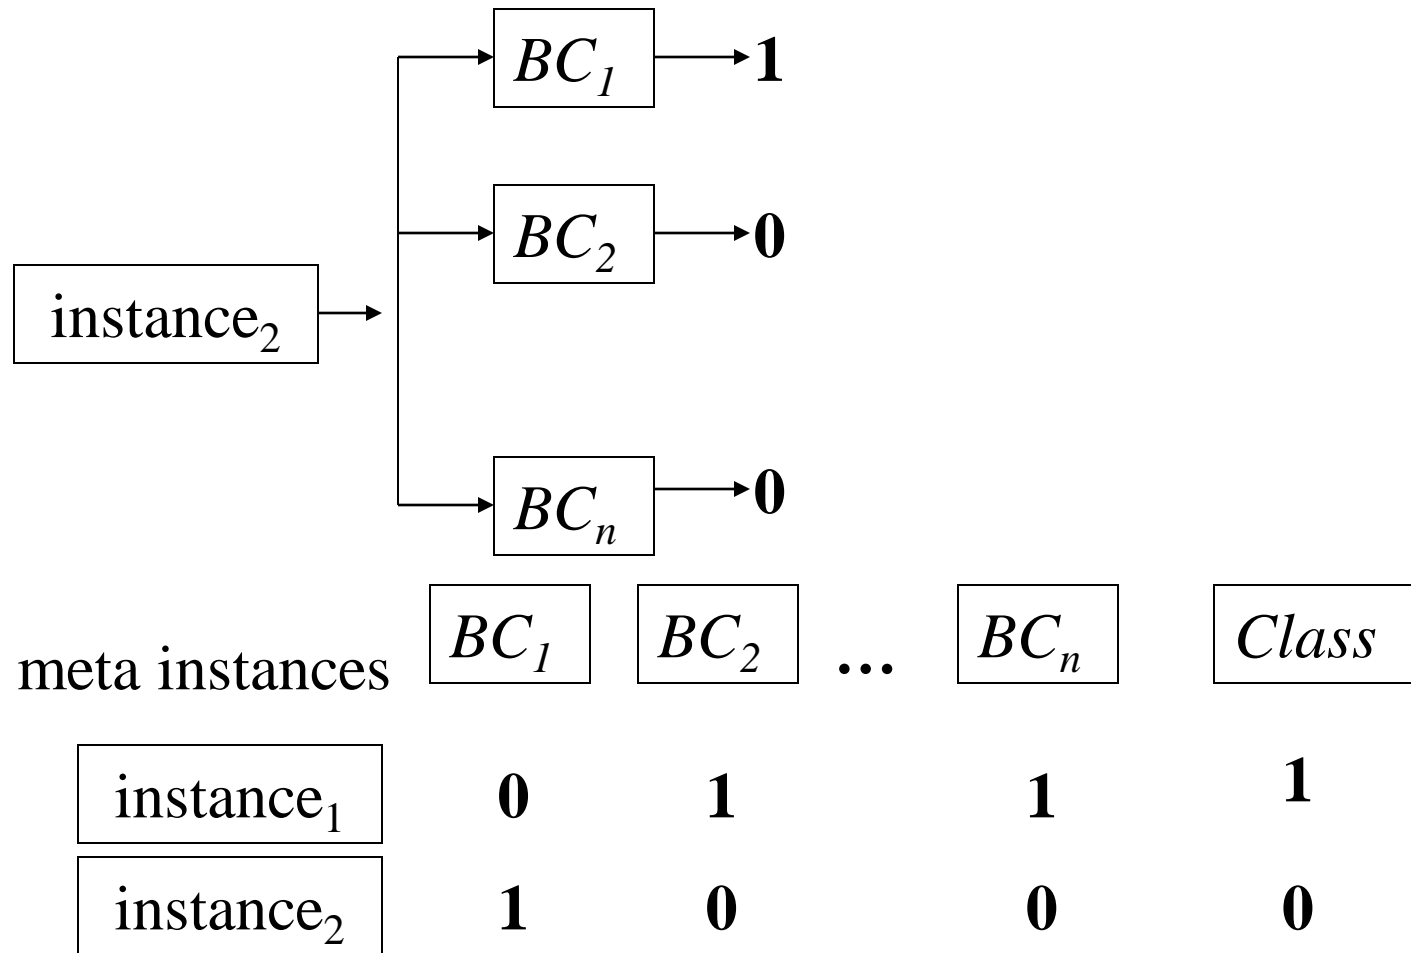 BC₁ 1
BC₂ 0
instance₂
BCₙ 0
BC₁ BC₂ ... BCₙ Class
meta instances
instance₁ 0 1 1 1
instance₂ 1 0 0 0